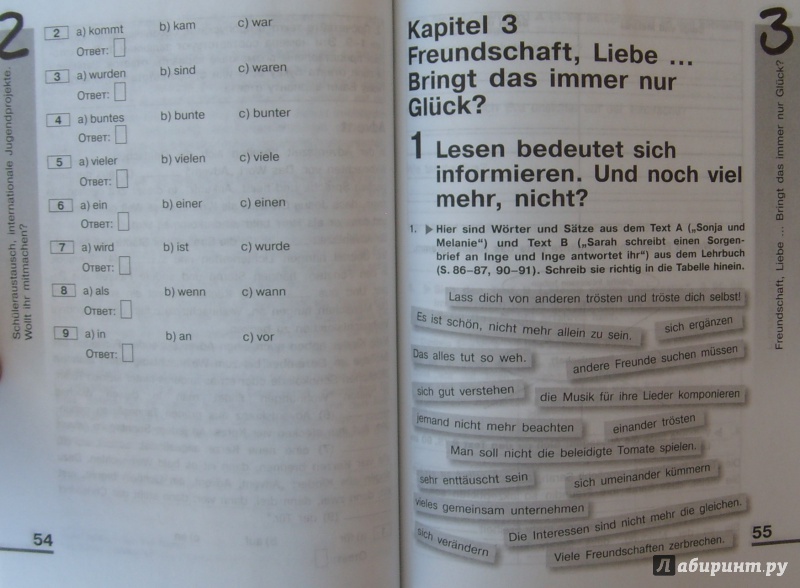 2
Schüleraustausch, internationale Jugendprojekte.
Wollt ihr mitmachen?
2 a) kommt b) kam c) war
Ответ:
3 a) wurden b) sind c) waren
Ответ:
4 a) buntes b) bunte c) bunter
Ответ:
5 a) vieler b) vielen c) viele
Ответ:
6 a) ein b) einer c) einen
Ответ:
7 a) wird b) ist c) wurde
Ответ:
8 a) als b) wenn c) wann
Ответ:
9 a) in b) an c) vor
Ответ:
54
Kapitel 3
Freundschaft, Liebe ...
Bringt das immer nur
Glück?
1 Lesen bedeutet sich
informieren. Und noch viel
mehr, nicht?
1. Hier sind Wörter und Sätze aus dem Text A („Sonja und
Melanie“) und Text B („Sarah schreibt einen Sorgen-
brief an Inge und Inge antwortet ihr“) aus dem Lehrbuch
(S. 86–87, 90–91). Schreib sie richtig in die Tabelle hinein.
Lass dich von anderen trösten und tröste dich selbst!
Es ist schön, nicht mehr allein zu sein.
sich ergänzen
Das alles tut so weh.
andere Freunde suchen müssen
sich gut verstehen
die Musik für ihre Lieder komponieren
jemand nicht mehr beachten
einander trösten
Man soll nicht die beleidigte Tomate spielen.
sehr enttäuscht sein
sich umeinander kümmern
vieles gemeinsam unternehmen
Die Interessen sind nicht mehr die gleichen.
sich verändern
Viele Freundschaften zerbrechen.
55
3
Freundschaft, Liebe ... Bringt das immer nur Glück?
Лабиринт.ру